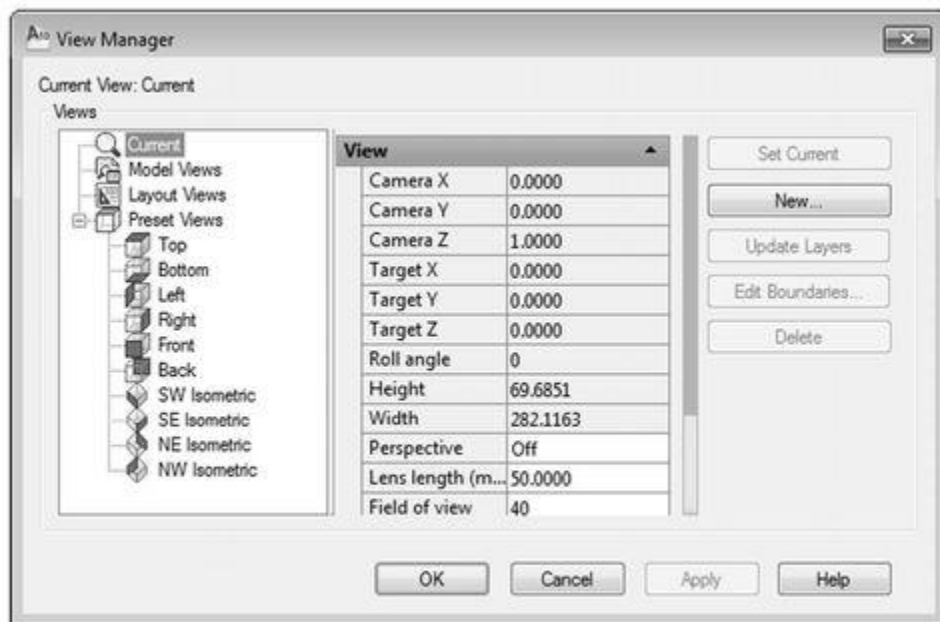 View Manager
Current View: Current
Views
Current
Model Views
Layout Views
Preset Views
Top
Bottom
Left
Right
Front
Back
SW Isometric
SE Isometric
NE Isometric
NW Isometric
View
Camera X 0.0000
Camera Y 0.0000
Camera Z 1.0000
Target X 0.0000
Target Y 0.0000
Target Z 0.0000
Roll angle 0
Height 69.6851
Width 282.1163
Perspective Off
Lens length (m... 50.0000
Field of view 40
Set Current
New...
Update Layers
Edit Boundaries...
Delete
OK Cancel Apply Help